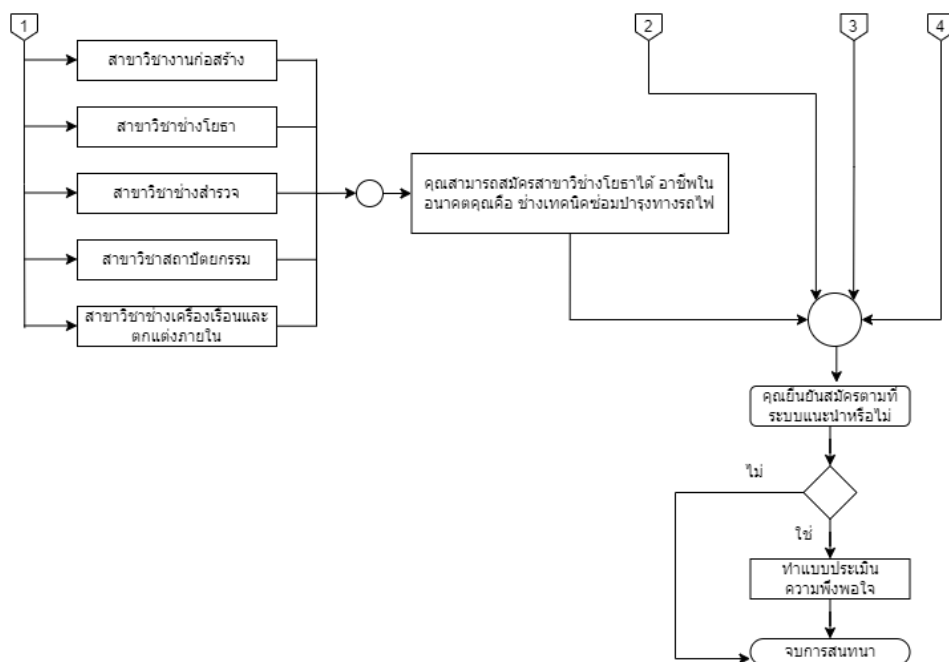 1
2
3
4
สาขาวิชางานก่อสร้าง
สาขาวิชาช่างโยธา
สาขาวิชาช่างสำรวจ
สาขาวิชาสถาปัตยกรรม
สาขาวิชาช่างเครื่องเรือนและ
ตกแต่งภายใน
คุณสามารถสมัครสาขาวิช่างโยธาได้ อาชีพใน
อนาคตคุณคือ ช่างเทคนิคซ่อมบำรุงทางรถไฟ
คุณยืนยันสมัครตามที่
ระบบแนะนำหรือไม่
ไม่
ใช่
ทำแบบประเมิน
ความพึงพอใจ
จบการสนทนา